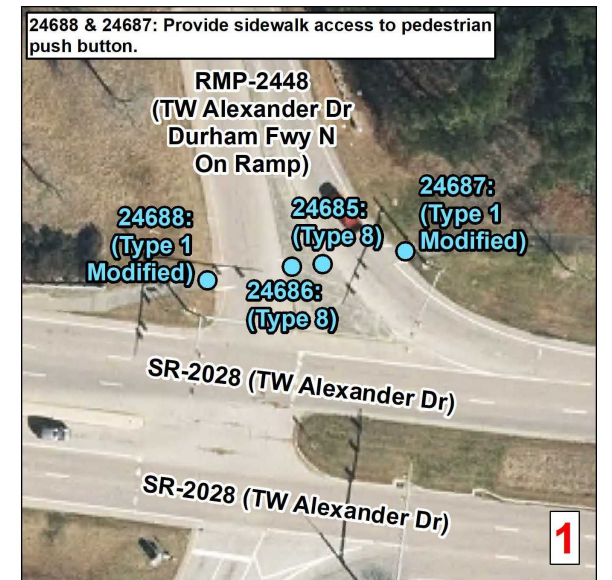 24688 & 24687: Provide sidewalk access to pedestrian
push button.
RMP-2448
(TW Alexander Dr
Durham Fwy N
On Ramp)
24688:
(Type 1
Modified)
24685:
(Type 8)
24687:
(Type 1
Modified)
24686:
(Type 8)
SR-2028 (TW Alexander Dr)
SR-2028 (TW Alexander Dr)
1